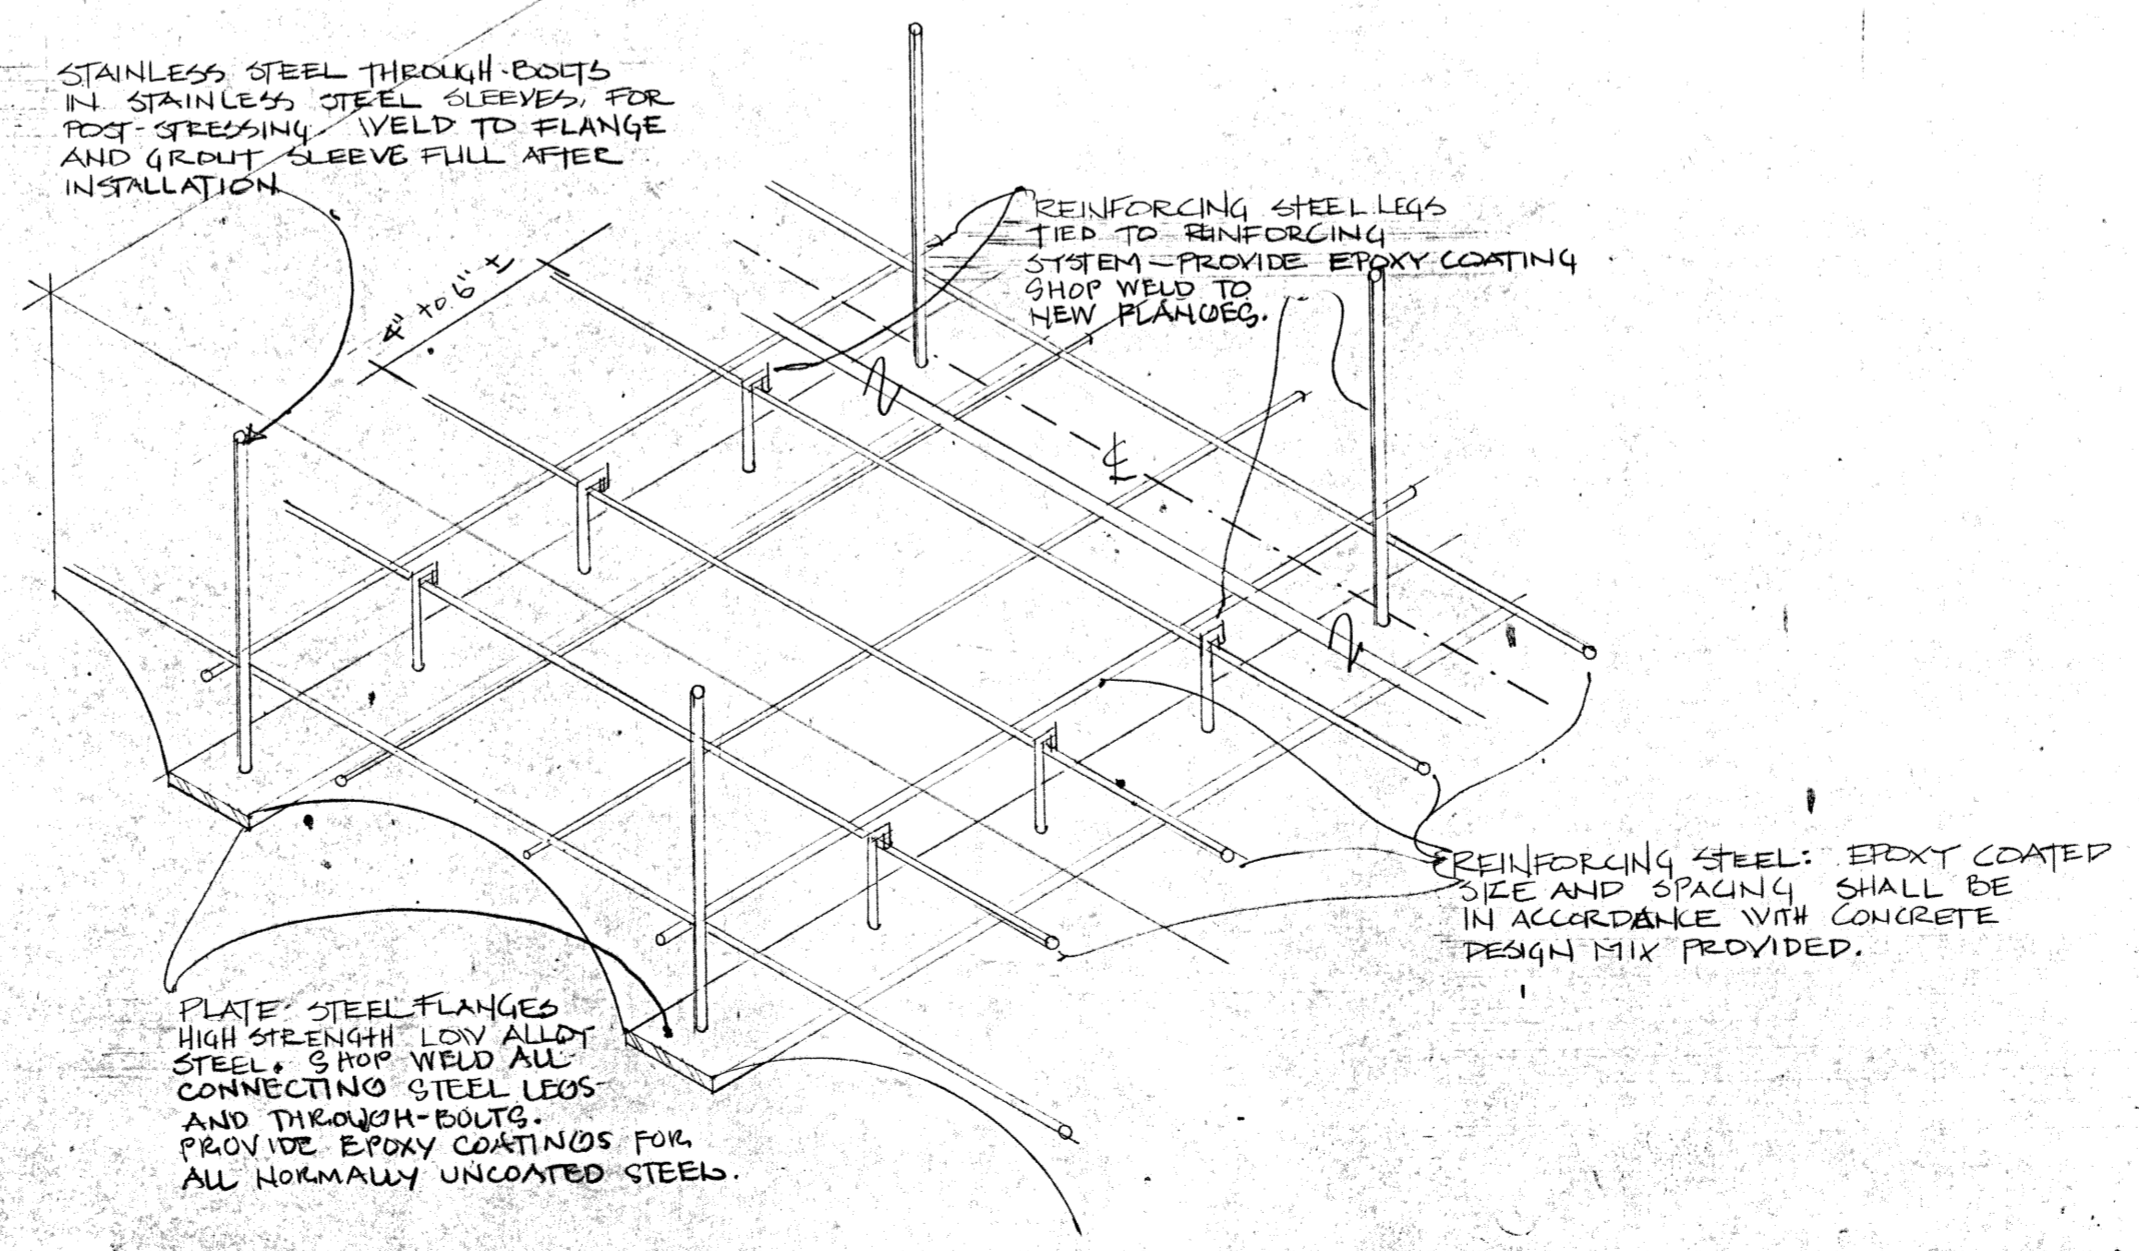 STAINLESS STEEL THROUGH-BOLTS
IN STAINLESS STEEL SLEEVES, FOR
POST-STRESSING. WELD TO FLANGE
AND GROUT SLEEVE FULL AFTER
INSTALLATION
4" to 6" ±
REINFORCING STEEL LEGS
TIED TO REINFORCING
SYSTEM - PROVIDE EPOXY COATING
SHOP WELD TO
NEW FLANGES.
℄
REINFORCING STEEL: EPOXY COATED
SIZE AND SPACING SHALL BE
IN ACCORDANCE WITH CONCRETE
DESIGN MIX PROVIDED.
PLATE STEEL FLANGES
HIGH STRENGTH LOW ALLOY
STEEL. SHOP WELD ALL
CONNECTING STEEL LEGS
AND THROUGH-BOLTS.
PROVIDE EPOXY COATINGS FOR
ALL NORMALLY UNCOATED STEEL.